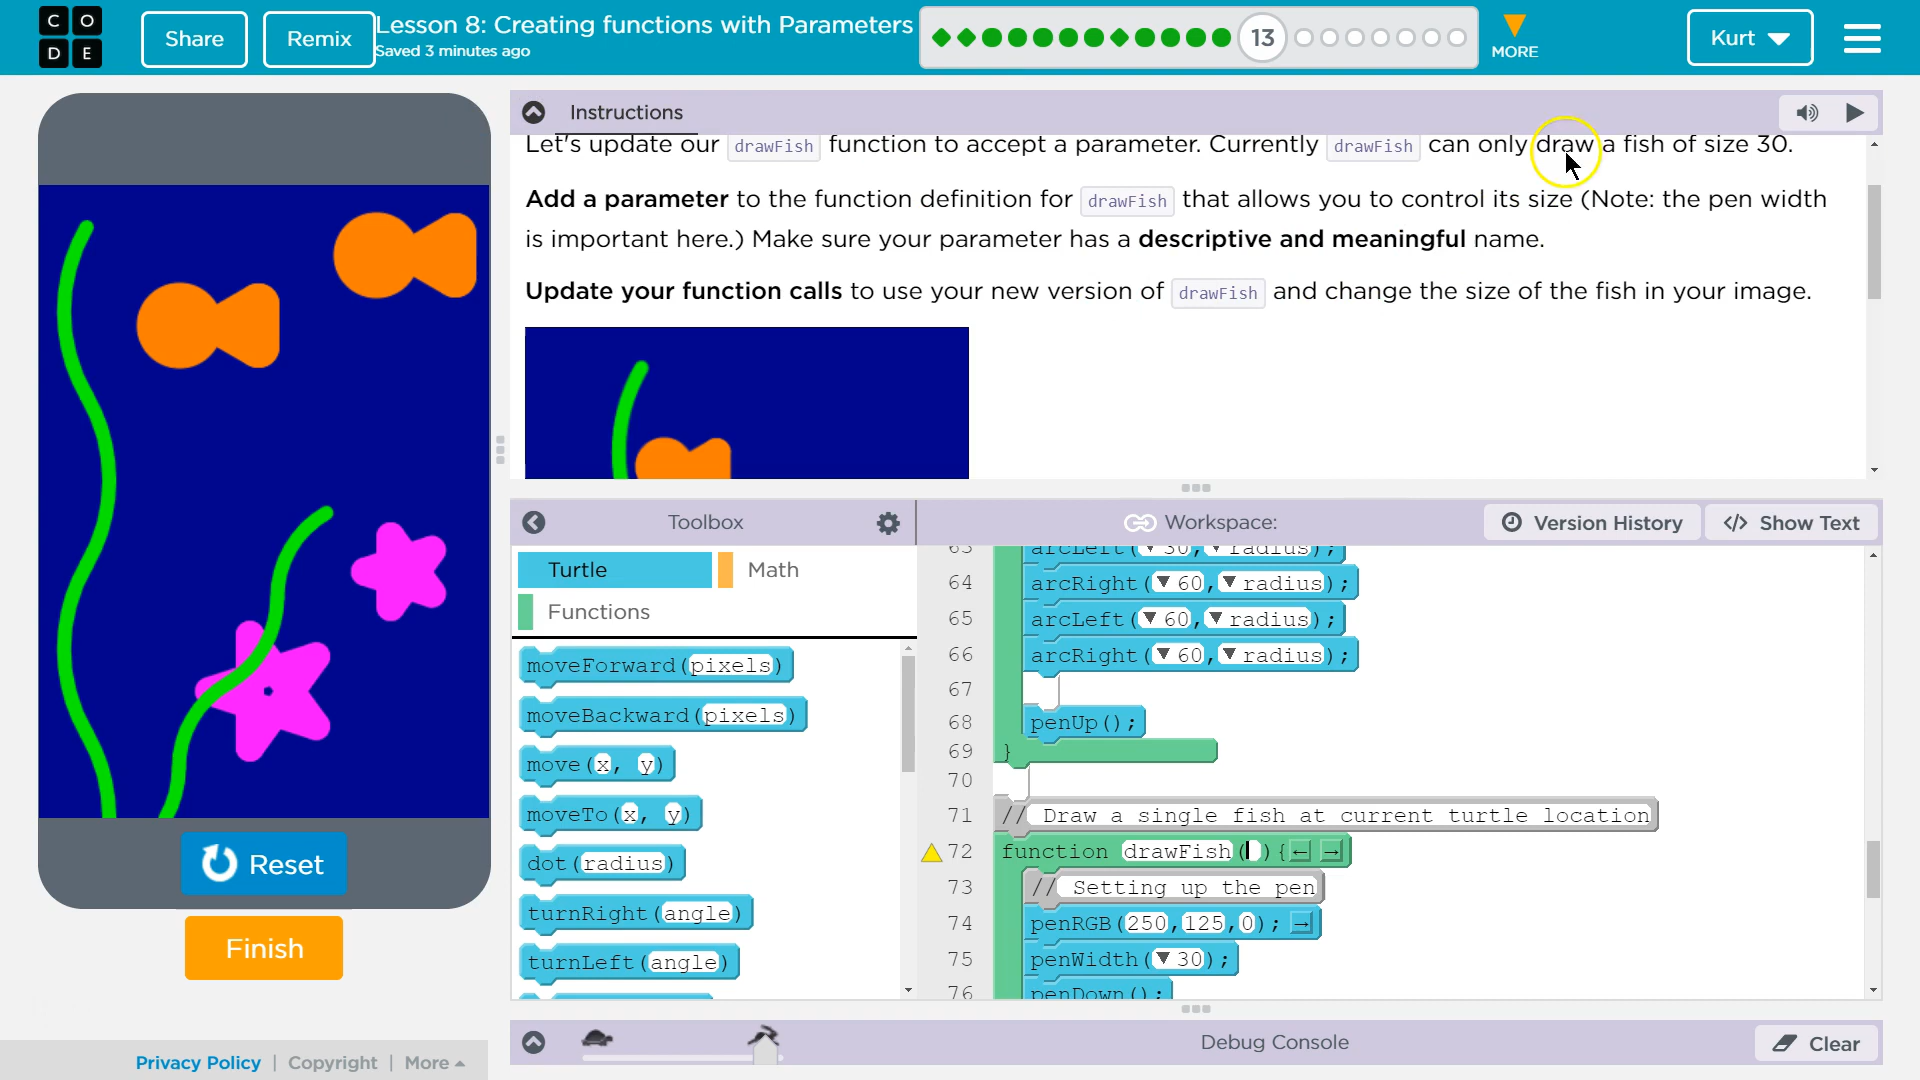 CODE
Share
Remix
Lesson 8: Creating functions with Parameters
Saved 3 minutes ago
13
MORE
Kurt
Instructions
Let's update our drawFish function to accept a parameter. Currently drawFish can only draw a fish of size 30.
Add a parameter to the function definition for drawFish that allows you to control its size (Note: the pen width
is important here.) Make sure your parameter has a descriptive and meaningful name.
Update your function calls to use your new version of drawFish and change the size of the fish in your image.
Toolbox
Workspace:
Version History
</> Show Text
Turtle
Math
Functions
moveForward(pixels)
moveBackward(pixels)
move(x, y)
moveTo(x, y)
dot(radius)
turnRight(angle)
turnLeft(angle)
63 arcLeft(▼ 30,▼ radius);
64 arcRight(▼ 60,▼ radius);
65 arcLeft(▼ 60,▼ radius);
66 arcRight(▼ 60,▼ radius);
67
68 penUp();
69 }
70
71 // Draw a single fish at current turtle location
72 function drawFish( ){← →
73 // Setting up the pen
74 penRGB(250,125,0); →
75 penWidth(▼ 30);
76 penDown();
Reset
Finish
Debug Console
Clear
Privacy Policy | Copyright | More